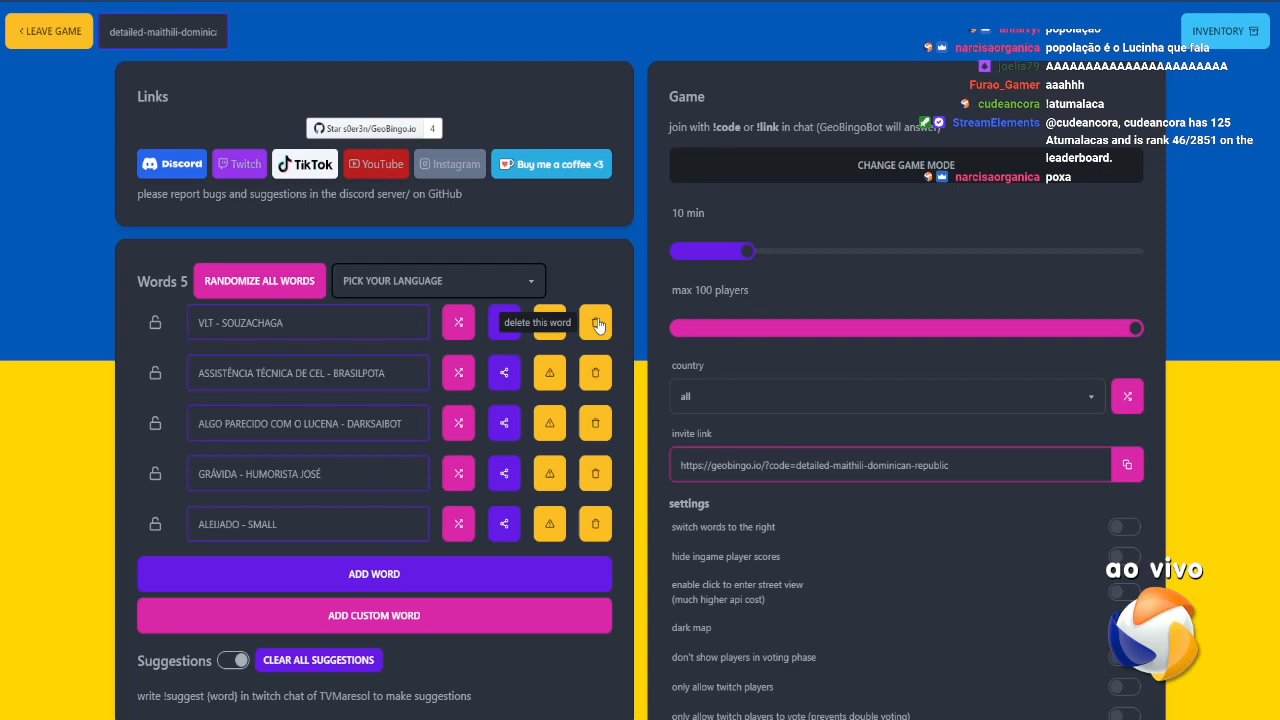 LEAVE GAME
detailed-maithili-dominica
INVENTORY
popolação
narcisaorganica popolação é o Lucinha que fala
joelis79 AAAAAAAAAAAAAAAAAAAAAAAA
Furao_Gamer aaahhh
cudeancora !atumalaca
StreamElements @cudeancora, cudeancora has 125
Atumalacas and is rank 46/2851 on the
leaderboard.
narcisaorganica poxa
Links
Star s0er3n/GeoBingo.io 4
Discord
Twitch
TikTok
YouTube
Instagram
Buy me a coffee <3
please report bugs and suggestions in the discord server/ on GitHub
Words 5
RANDOMIZE ALL WORDS
PICK YOUR LANGUAGE
VLT - SOUZACHAGA
delete this word
ASSISTÊNCIA TÉCNICA DE CEL - BRASILPOTA
ALGO PARECIDO COM O LUCENA - DARKSAIBOT
GRÁVIDA - HUMORISTA JOSÉ
ALEIJADO - SMALL
ADD WORD
ADD CUSTOM WORD
Suggestions
CLEAR ALL SUGGESTIONS
write !suggest {word} in twitch chat of TVMaresol to make suggestions
Game
join with !code or !link in chat (GeoBingoBot will answer)
CHANGE GAME MODE
10 min
max 100 players
country
all
invite link
https://geobingo.io/?code=detailed-maithili-dominican-republic
settings
switch words to the right
hide ingame player scores
enable click to enter street view
(much higher api cost)
dark map
don't show players in voting phase
only allow twitch players
only allow twitch players to vote (prevents double voting)
ao vivo